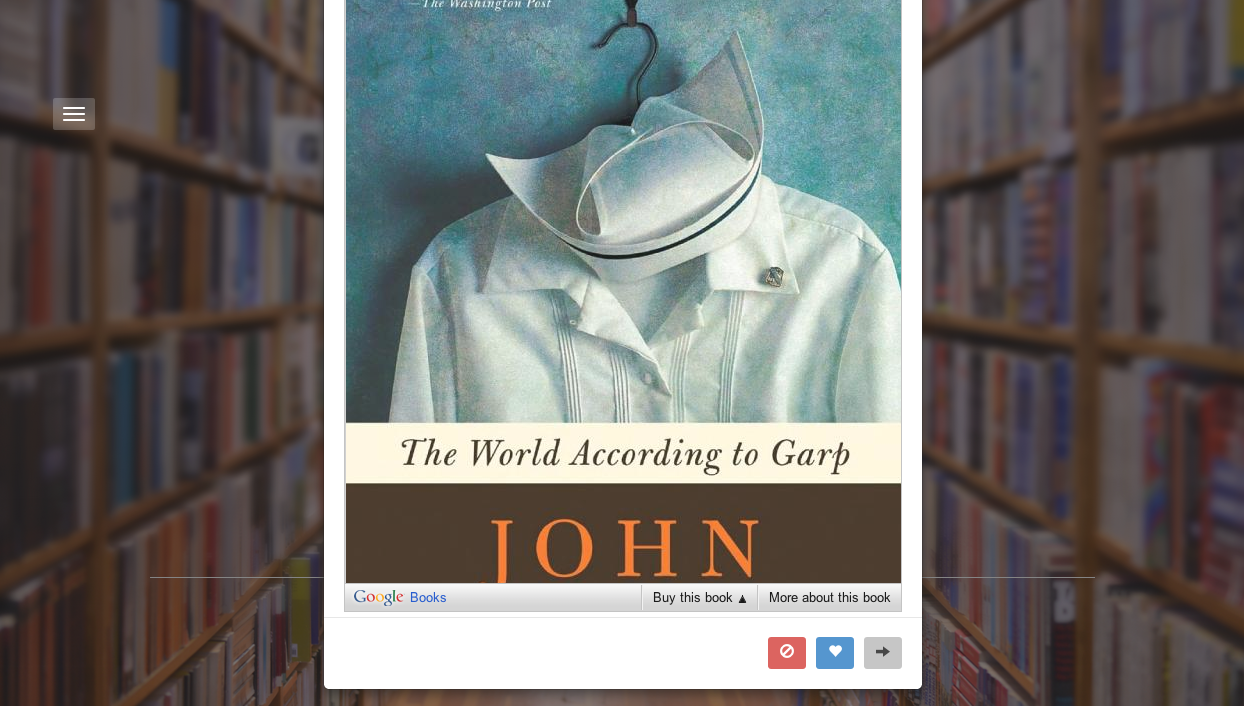 —The Washington Post
The World According to Garp
JOHN
Google Books
Buy this book ▲
More about this book